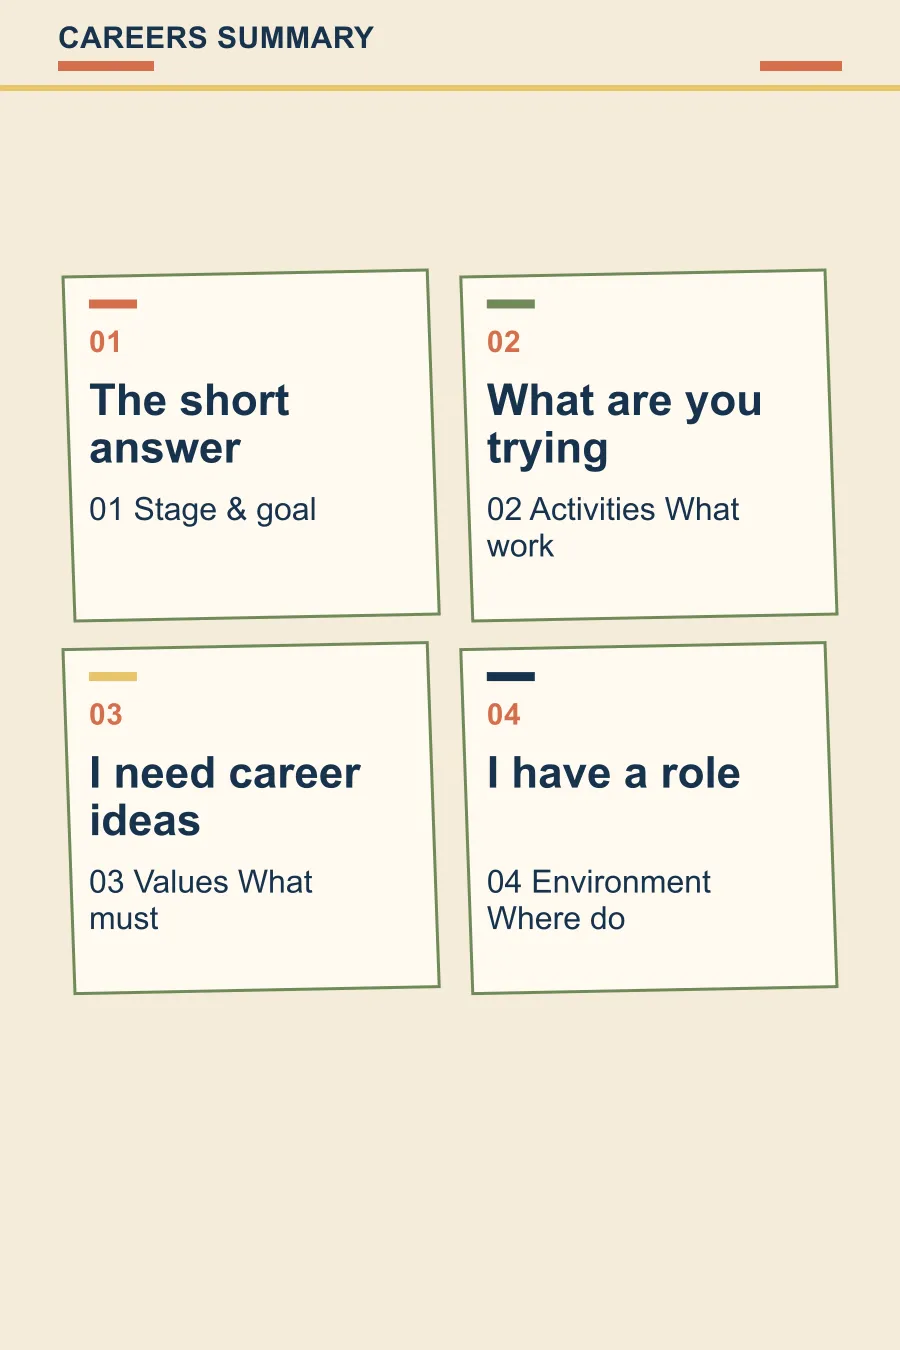 CAREERS SUMMARY
01
The short
answer
01 Stage & goal
02
What are you
trying
02 Activities What
work
03
I need career
ideas
03 Values What
must
04
I have a role
04 Environment
Where do